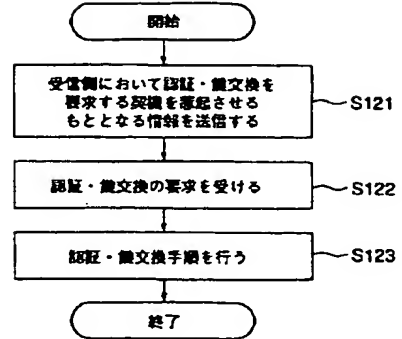 開始
受信側において認証・鍵交換を
要求する契機を惹起させる
もととなる情報を送信する
S121
認証・鍵交換の要求を受ける
S122
認証・鍵交換手順を行う
S123
終了